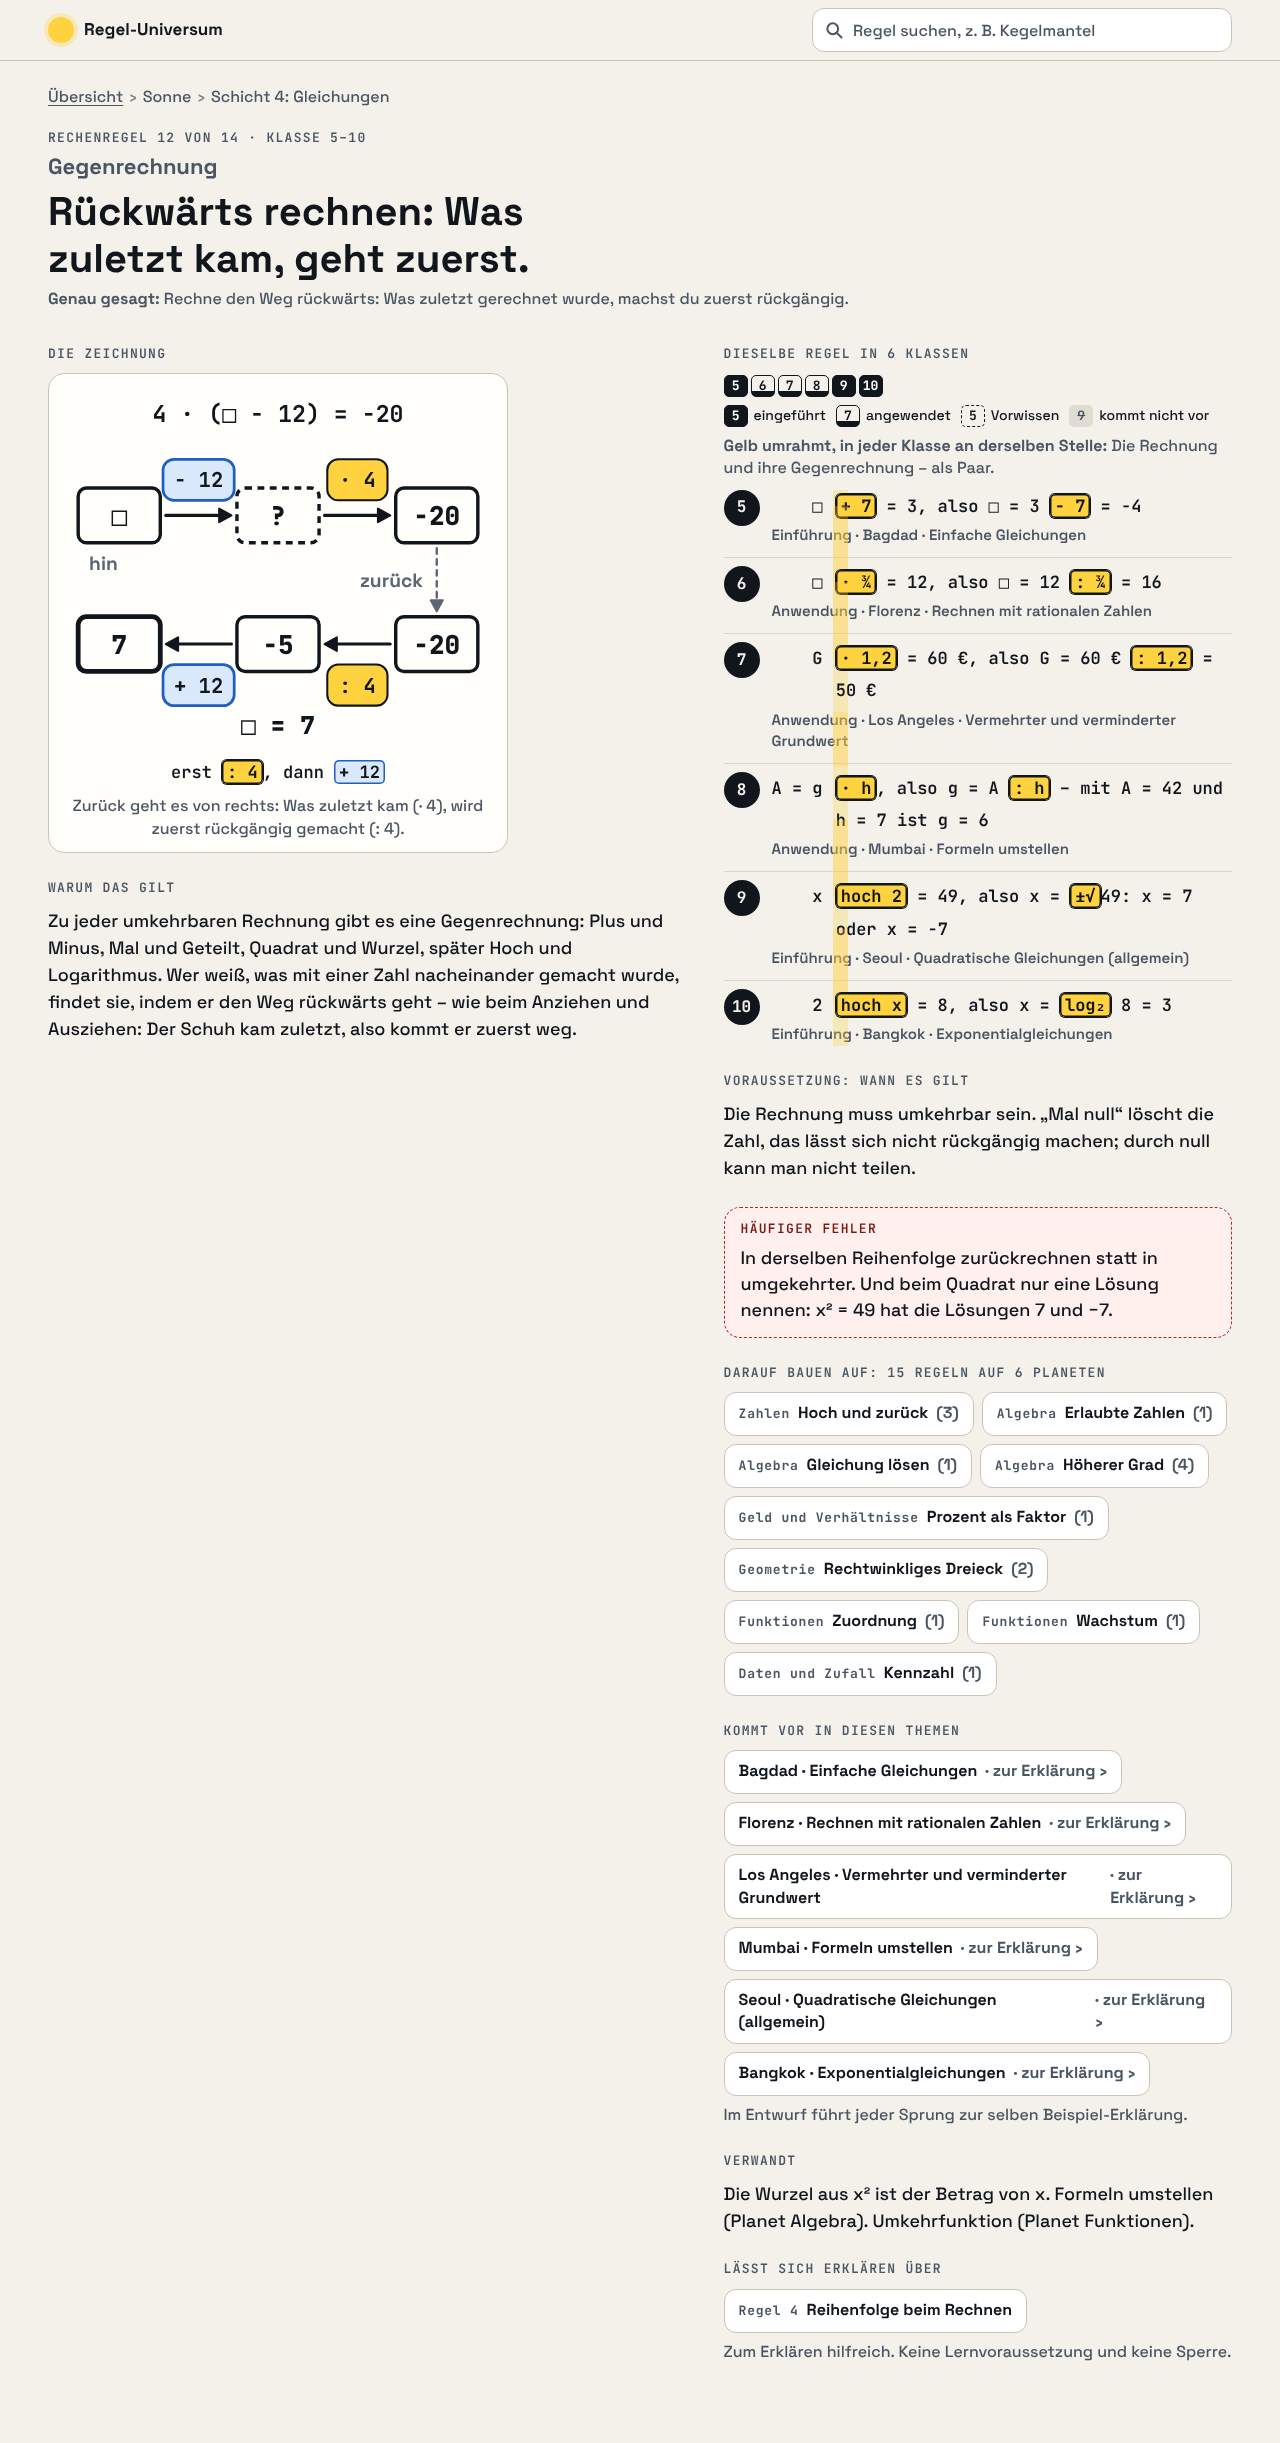 Regel-Universum
Regel suchen, z. B. Kegelmantel
Übersicht > Sonne > Schicht 4: Gleichungen
RECHENREGEL 12 VON 14 · KLASSE 5–10
Gegenrechnung
Rückwärts rechnen: Was
zuletzt kam, geht zuerst.
Genau gesagt: Rechne den Weg rückwärts: Was zuletzt gerechnet wurde, machst du zuerst rückgängig.
DIE ZEICHNUNG
4 · (□ - 12) = -20
- 12
· 4
□
?
-20
hin
zurück
7
-5
-20
+ 12
: 4
□ = 7
erst : 4, dann + 12
Zurück geht es von rechts: Was zuletzt kam (· 4), wird
zuerst rückgängig gemacht (: 4).
WARUM DAS GILT
Zu jeder umkehrbaren Rechnung gibt es eine Gegenrechnung: Plus und
Minus, Mal und Geteilt, Quadrat und Wurzel, später Hoch und
Logarithmus. Wer weiß, was mit einer Zahl nacheinander gemacht wurde,
findet sie, indem er den Weg rückwärts geht – wie beim Anziehen und
Ausziehen: Der Schuh kam zuletzt, also kommt er zuerst weg.
DIESELBE REGEL IN 6 KLASSEN
5 6 7 8 9 10
5 eingeführt 7 angewendet 5 Vorwissen 9 kommt nicht vor
Gelb umrahmt, in jeder Klasse an derselben Stelle: Die Rechnung
und ihre Gegenrechnung – als Paar.
5 □ + 7 = 3, also □ = 3 - 7 = -4
Einführung · Bagdad · Einfache Gleichungen
6 □ · ¾ = 12, also □ = 12 : ¾ = 16
Anwendung · Florenz · Rechnen mit rationalen Zahlen
7 G · 1,2 = 60 €, also G = 60 € : 1,2 =
50 €
Anwendung · Los Angeles · Vermehrter und verminderter
Grundwert
8 A = g · h, also g = A : h – mit A = 42 und
h = 7 ist g = 6
Anwendung · Mumbai · Formeln umstellen
9 x hoch 2 = 49, also x = ±√49: x = 7
oder x = -7
Einführung · Seoul · Quadratische Gleichungen (allgemein)
10 2 hoch x = 8, also x = log₂ 8 = 3
Einführung · Bangkok · Exponentialgleichungen
VORAUSSETZUNG: WANN ES GILT
Die Rechnung muss umkehrbar sein. „Mal null“ löscht die
Zahl, das lässt sich nicht rückgängig machen; durch null
kann man nicht teilen.
HÄUFIGER FEHLER
In derselben Reihenfolge zurückrechnen statt in
umgekehrter. Und beim Quadrat nur eine Lösung
nennen: x² = 49 hat die Lösungen 7 und −7.
DARAUF BAUEN AUF: 15 REGELN AUF 6 PLANETEN
Zahlen Hoch und zurück (3)
Algebra Erlaubte Zahlen (1)
Algebra Gleichung lösen (1)
Algebra Höherer Grad (4)
Geld und Verhältnisse Prozent als Faktor (1)
Geometrie Rechtwinkliges Dreieck (2)
Funktionen Zuordnung (1)
Funktionen Wachstum (1)
Daten und Zufall Kennzahl (1)
KOMMT VOR IN DIESEN THEMEN
Bagdad · Einfache Gleichungen · zur Erklärung >
Florenz · Rechnen mit rationalen Zahlen · zur Erklärung >
Los Angeles · Vermehrter und verminderter
Grundwert
· zur
Erklärung >
Mumbai · Formeln umstellen · zur Erklärung >
Seoul · Quadratische Gleichungen
(allgemein)
· zur Erklärung
>
Bangkok · Exponentialgleichungen · zur Erklärung >
Im Entwurf führt jeder Sprung zur selben Beispiel-Erklärung.
VERWANDT
Die Wurzel aus x² ist der Betrag von x. Formeln umstellen
(Planet Algebra). Umkehrfunktion (Planet Funktionen).
LÄSST SICH ERKLÄREN ÜBER
Regel 4 Reihenfolge beim Rechnen
Zum Erklären hilfreich. Keine Lernvoraussetzung und keine Sperre.